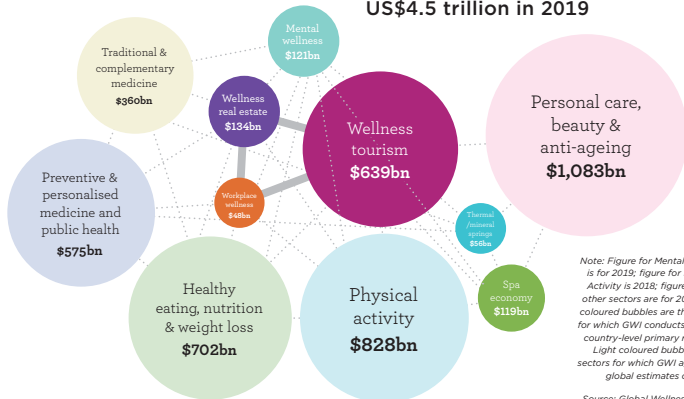 US$4.5 trillion in 2019
Mental
wellness
$121bn
Traditional &
complementary
medicine
$360bn
Wellness
real estate
$134bn
Wellness
tourism
$639bn
Personal care,
beauty &
anti-ageing
$1,083bn
Preventive &
personalised
medicine and
public health
$575bn
Workplace
wellness
$48bn
Thermal
/mineral
springs
$56bn
Healthy
eating, nutrition
& weight loss
$702bn
Physical
activity
$828bn
Spa
economy
$119bn
Note: Figure for Mental
is for 2019; figure for
Activity is 2018; figure
other sectors are for 20
coloured bubbles are th
for which GWI conducts
country-level primary
Light coloured bubb
sectors for which GWI a
global estimates
Source: Global Wellness